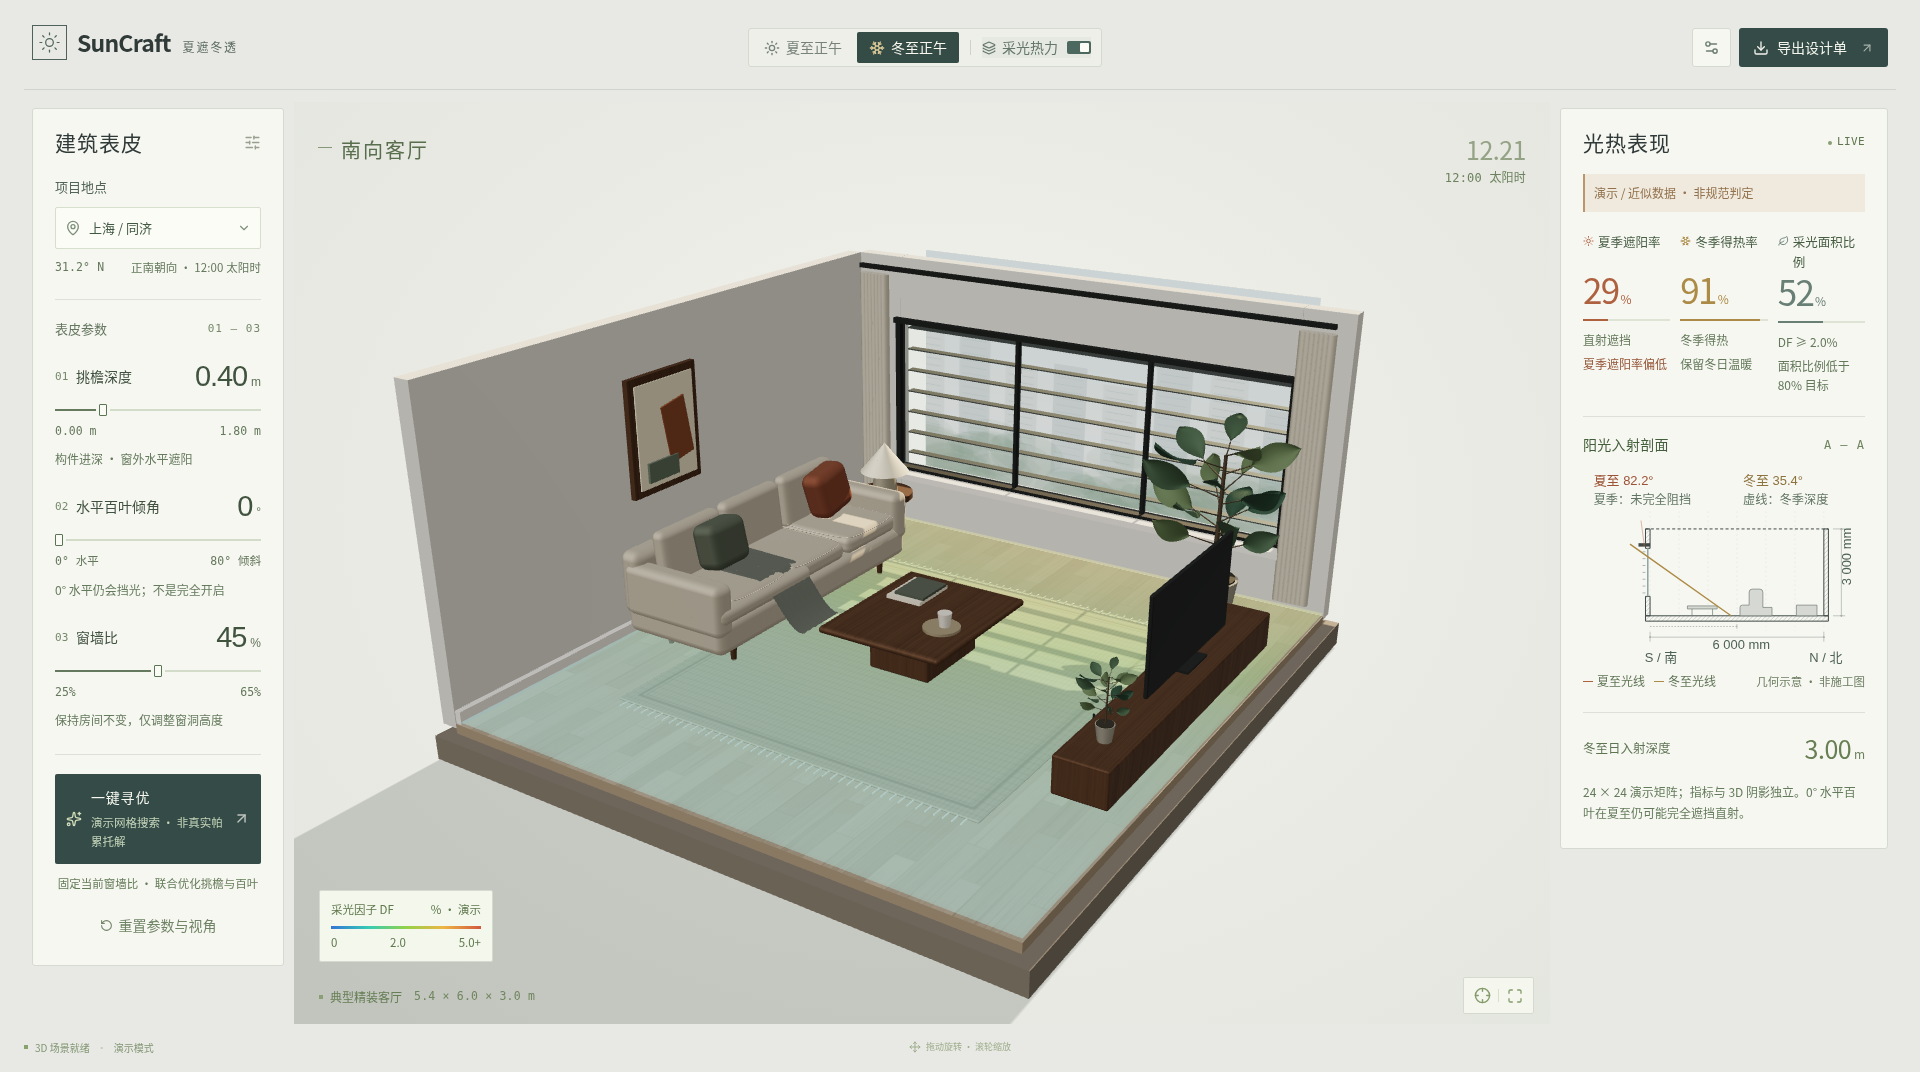 SunCraft 夏遮冬透
夏至正午 冬至正午 采光热力
导出设计单
建筑表皮
项目地点
上海 / 同济
31.2° N 正南朝向 · 12:00 太阳时
表皮参数 01 — 03
01 挑檐深度 0.40 m
0.00 m 1.80 m
构件进深 · 窗外水平遮阳
02 水平百叶倾角 0 °
0° 水平 80° 倾斜
0° 水平仍会挡光；不是完全开启
03 窗墙比 45 %
25% 65%
保持房间不变，仅调整窗洞高度
一键寻优
演示网格搜索 · 非真实帕
累托解
固定当前窗墙比 · 联合优化挑檐与百叶
重置参数与视角
南向客厅
12.21
12:00 太阳时
采光因子 DF % · 演示
0 2.0 5.0+
典型精装客厅 5.4 × 6.0 × 3.0 m
光热表现 LIVE
演示 / 近似数据 · 非规范判定
夏季遮阳率 冬季得热率 采光面积比
例
29 % 91 % 52 %
直射遮挡 冬季得热 DF ⩾ 2.0%
夏季遮阳率偏低 保留冬日温暖 面积比例低于
80% 目标
阳光入射剖面 A — A
夏至 82.2° 冬至 35.4°
夏季：未完全阻挡 虚线：冬季深度
3 000 mm
6 000 mm
S / 南 N / 北
夏至光线 冬至光线 几何示意 · 非施工图
冬至日入射深度 3.00 m
24 × 24 演示矩阵；指标与 3D 阴影独立。0° 水平百
叶在夏至仍可能完全遮挡直射。
3D 场景就绪 · 演示模式
拖动旋转 · 滚轮缩放